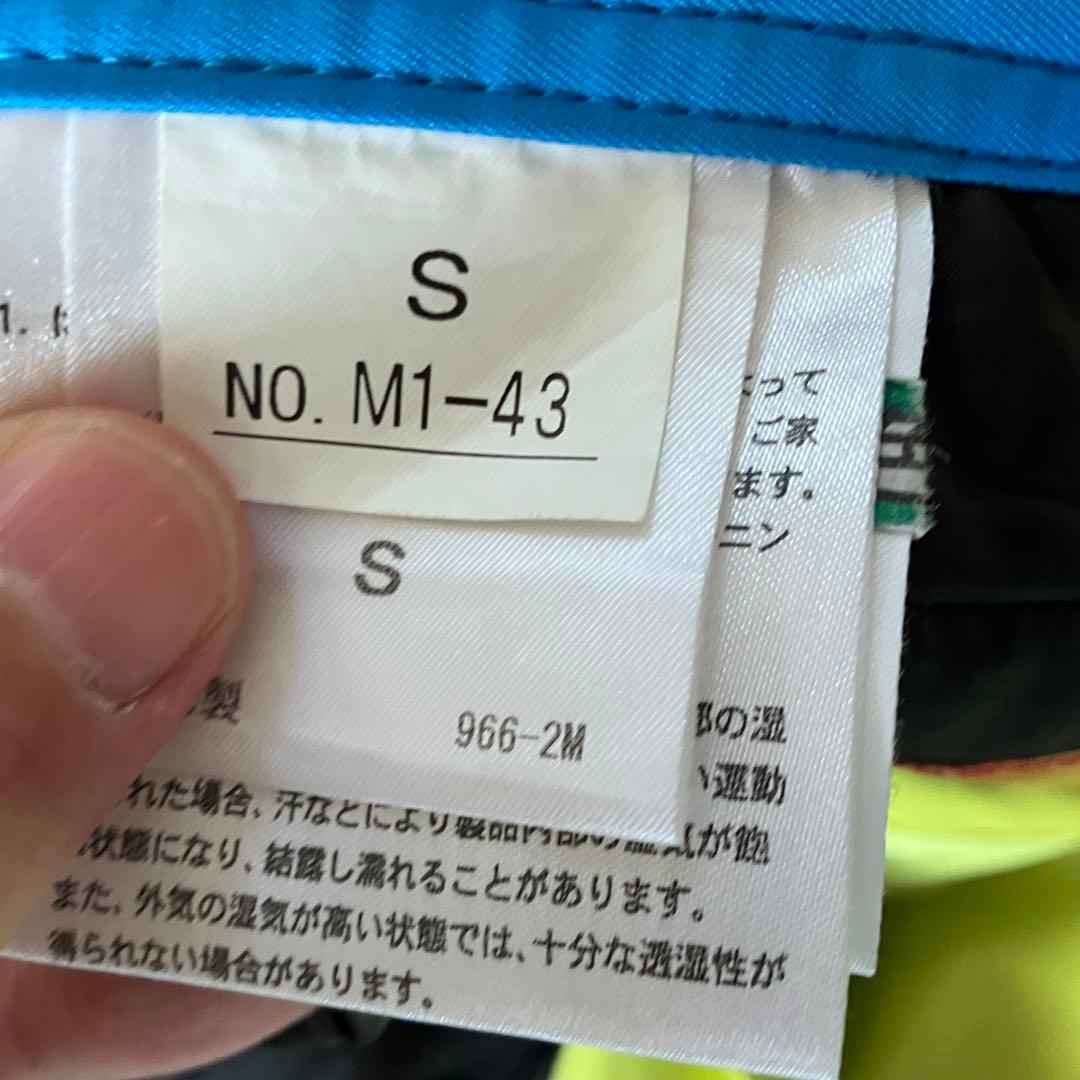 S
NO. M1-43
S
製
966-2M
1. は
って
ご家
ます。
ニン
の湿
運動
れた場合、汗などにより製品内部の湿気が飽
状態になり、結露し濡れることがあります。
また、外気の湿気が高い状態では、十分な透湿性が
得られない場合があります。